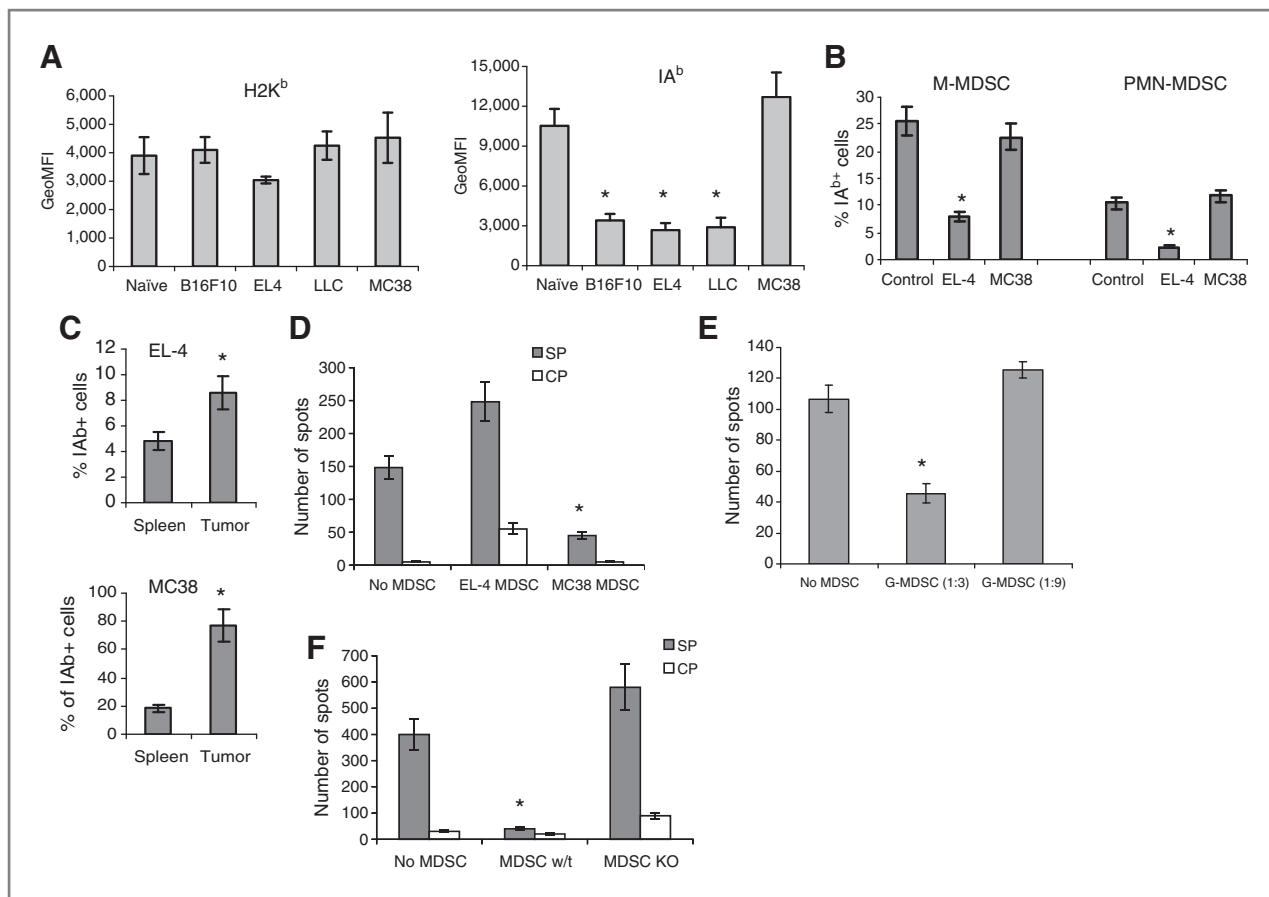 A
H2Kb
GeoMFI
6,000
5,000
4,000
3,000
2,000
1,000
0
Naïve B16F10 EL4 LLC MC38
IAb
GeoMFI
15,000
12,000
9,000
6,000
3,000
0
* * *
Naïve B16F10 EL4 LLC MC38
B
M-MDSC PMN-MDSC
% IAb+ cells
30
25
20
15
10
5
0
* *
Control EL-4 MC38 Control EL-4 MC38
C
EL-4
% IAb+ cells
12
10
8
6
4
2
0
*
Spleen Tumor
MC38
% of IAb+ cells
100
80
60
40
20
0
*
Spleen Tumor
D
SP
CP
Number of spots
300
250
200
150
100
50
0
*
No MDSC EL-4 MDSC MC38 MDSC
E
Number of spots
140
120
100
80
60
40
20
0
*
No MDSC G-MDSC (1:3) G-MDSC (1:9)
F
SP
CP
Number of spots
700
600
500
400
300
200
100
0
*
No MDSC MDSC w/t MDSC KO